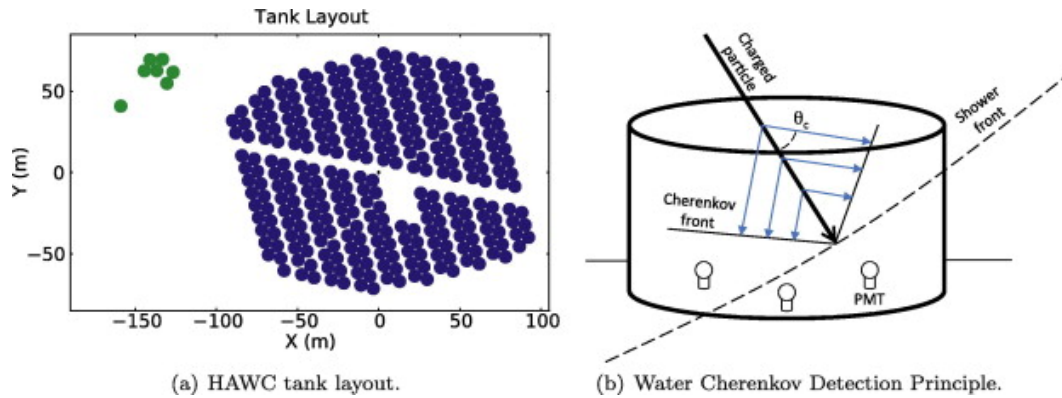 Tank Layout
Y (m)
50
0
−50
−150
−100
−50
0
50
100
X (m)
(a) HAWC tank layout.
Charged
particle
θc
Shower
front
Cherenkov
front
PMT
(b) Water Cherenkov Detection Principle.